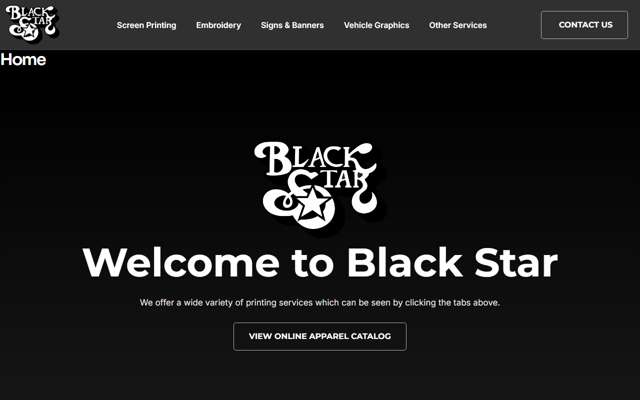 BLACK STAR
Screen Printing
Embroidery
Signs & Banners
Vehicle Graphics
Other Services
CONTACT US
Home
BLACK
STAR
Welcome to Black Star
We offer a wide variety of printing services which can be seen by clicking the tabs above.
VIEW ONLINE APPAREL CATALOG